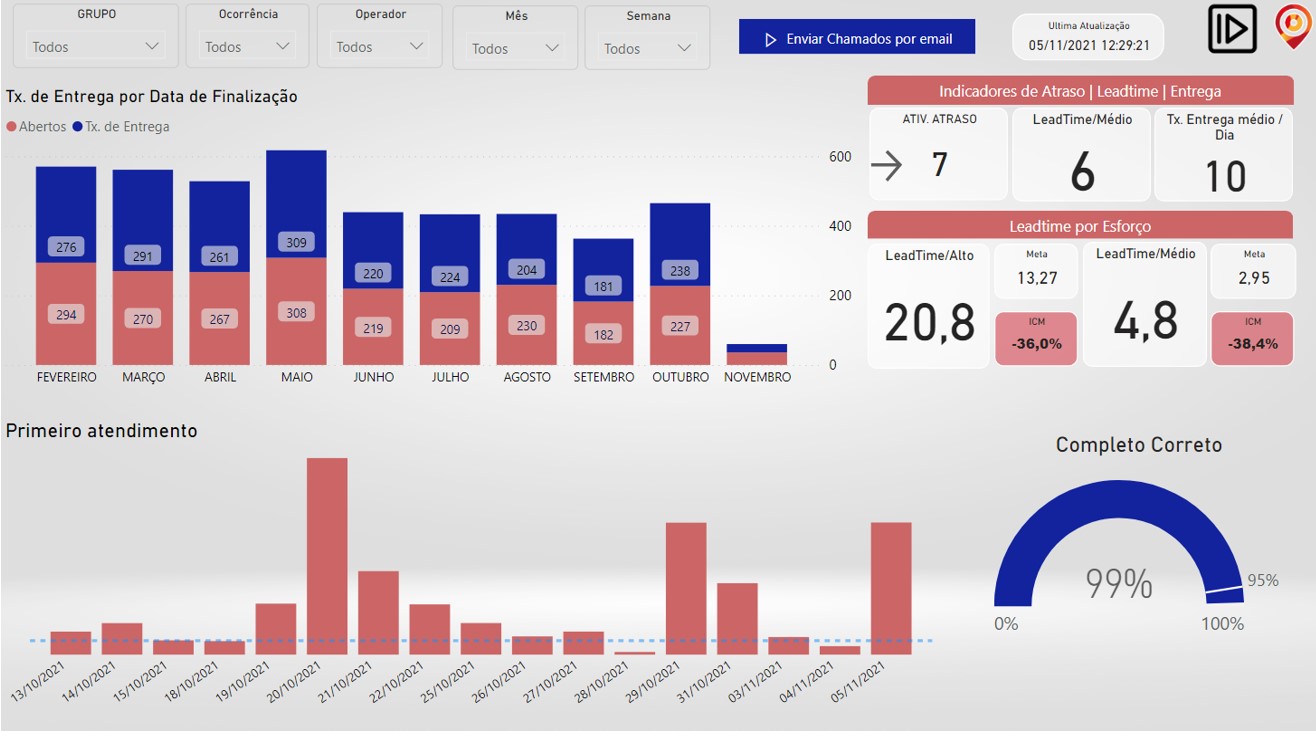 GRUPO
Todos
Ocorrência
Todos
Operador
Todos
Mês
Todos
Semana
Todos
Enviar Chamados por email
Ultima Atualização
05/11/2021 12:29:21
Tx. de Entrega por Data de Finalização
Abertos Tx. de Entrega
600
400
200
0
276 291 261 309 220 224 204 181 238
294 270 267 308 219 209 230 182 227
FEVEREIRO MARÇO ABRIL MAIO JUNHO JULHO AGOSTO SETEMBRO OUTUBRO NOVEMBRO
Indicadores de Atraso | Leadtime | Entrega
ATIV. ATRASO
7
LeadTime/Médio
6
Tx. Entrega médio /
Dia
10
Leadtime por Esforço
LeadTime/Alto
20,8
Meta
13,27
ICM
-36,0%
LeadTime/Médio
4,8
Meta
2,95
ICM
-38,4%
Primeiro atendimento
13/10/2021 14/10/2021 15/10/2021 18/10/2021 19/10/2021 20/10/2021 21/10/2021 22/10/2021 25/10/2021 26/10/2021 27/10/2021 28/10/2021 29/10/2021 31/10/2021 03/11/2021 04/11/2021 05/11/2021
Completo Correto
99%
95%
0%
100%